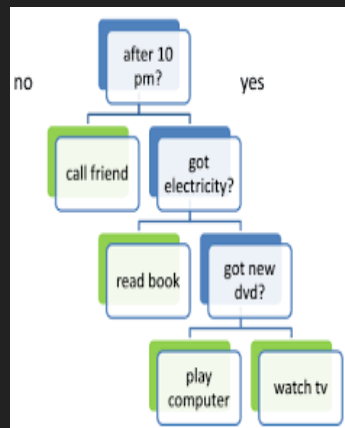 after 10
pm?
no
yes
call friend
got
electricity?
read book
got new
dvd?
play
computer
watch tv